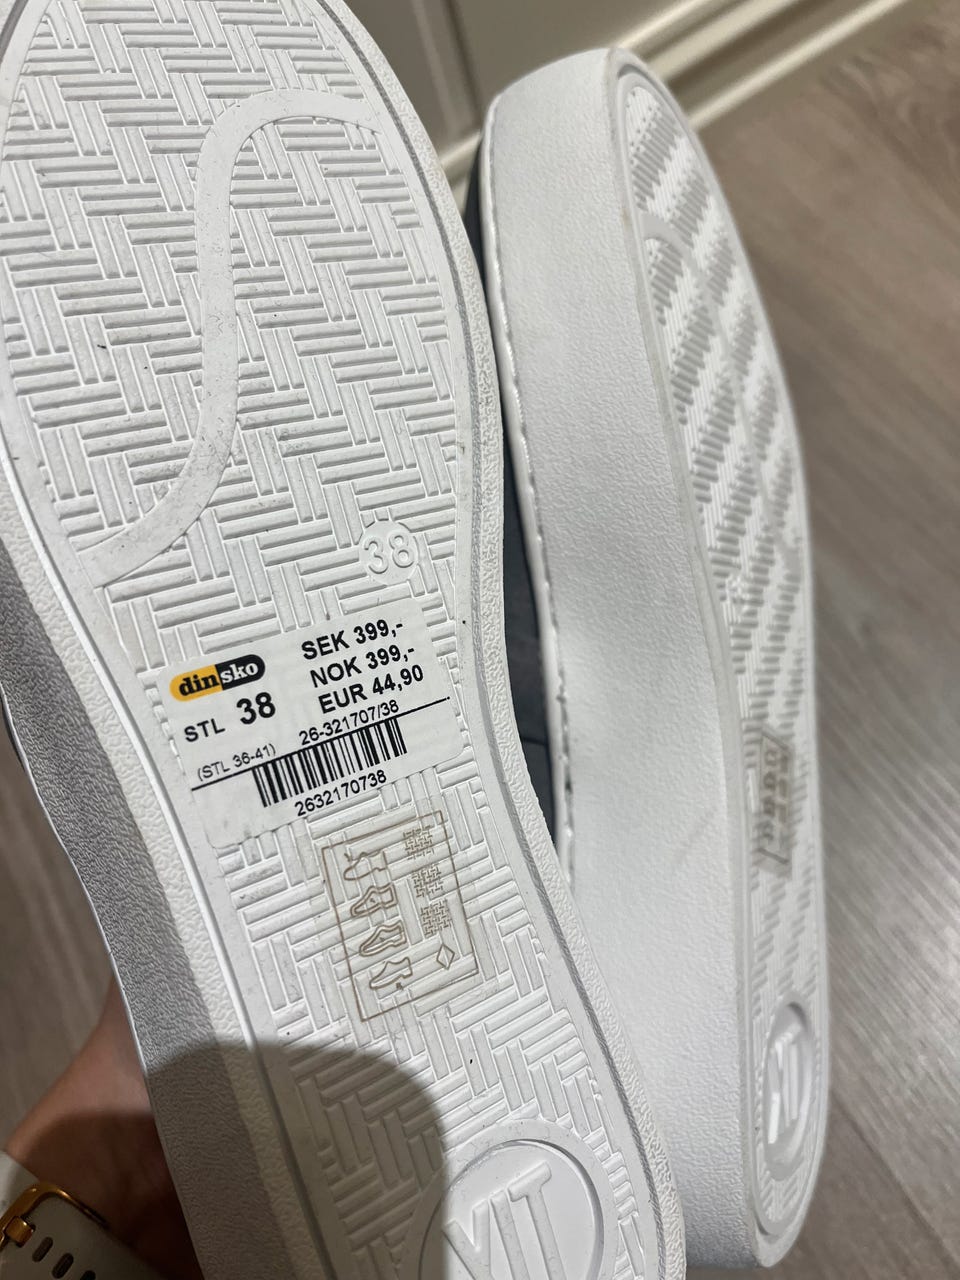 38
dinsko
SEK 399,-
NOK 399,-
EUR 44,90
STL 38
(STL 36-41)
26-321707/38
2632170738